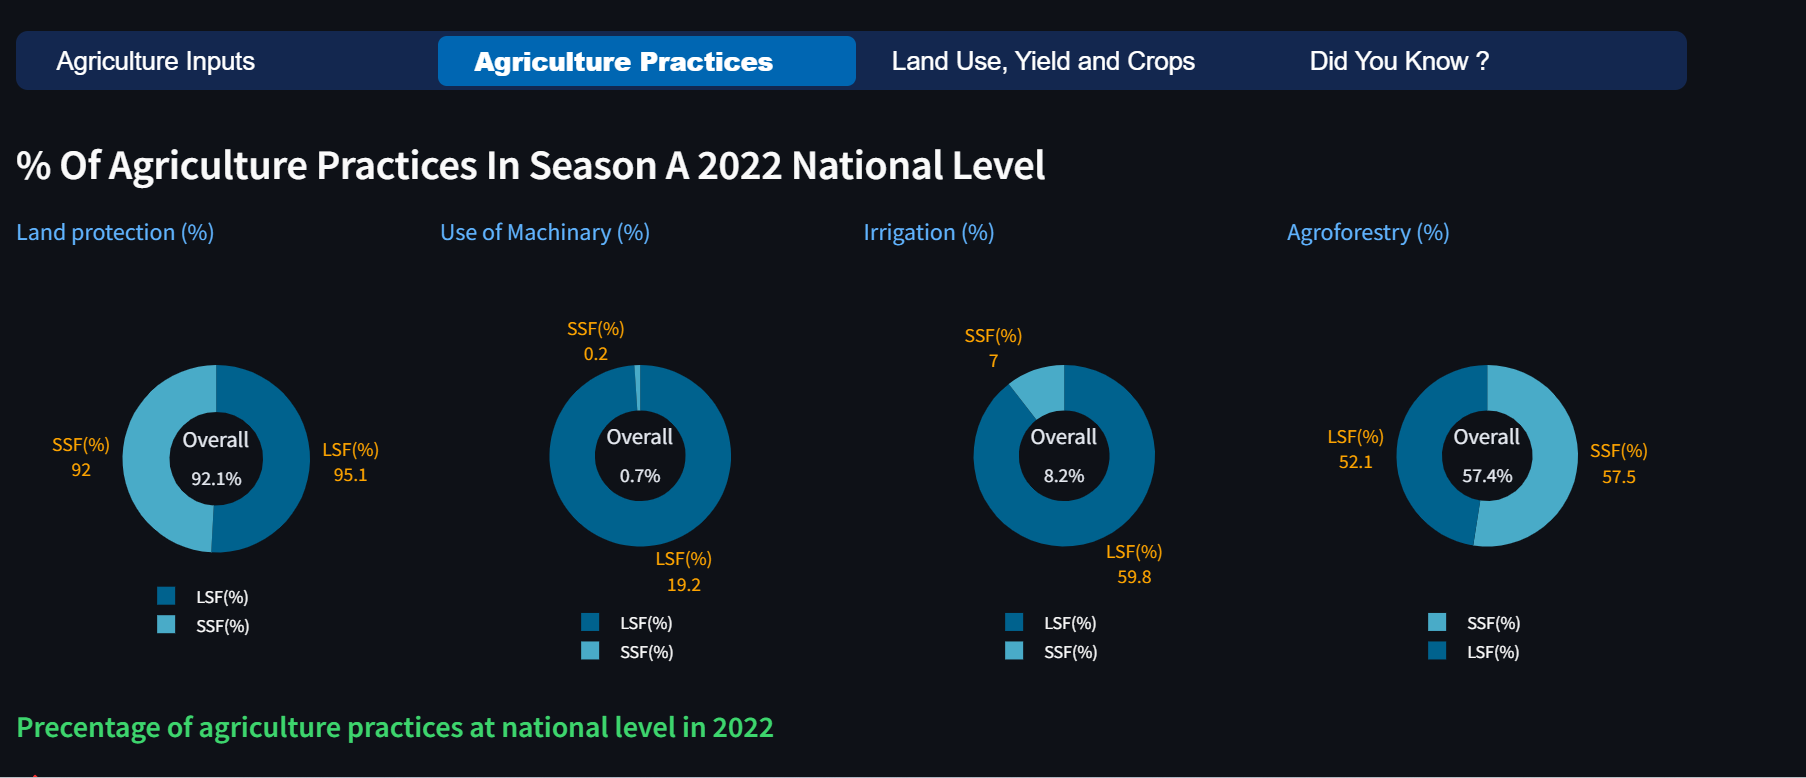 Agriculture Inputs
Agriculture Practices
Land Use, Yield and Crops
Did You Know ?
% Of Agriculture Practices In Season A 2022 National Level
Land protection (%)
SSF(%)
92
Overall
92.1%
LSF(%)
95.1
LSF(%)
SSF(%)
Use of Machinary (%)
SSF(%)
0.2
Overall
0.7%
LSF(%)
19.2
LSF(%)
SSF(%)
Irrigation (%)
SSF(%)
7
Overall
8.2%
LSF(%)
59.8
LSF(%)
SSF(%)
Agroforestry (%)
LSF(%)
52.1
Overall
57.4%
SSF(%)
57.5
SSF(%)
LSF(%)
Precentage of agriculture practices at national level in 2022